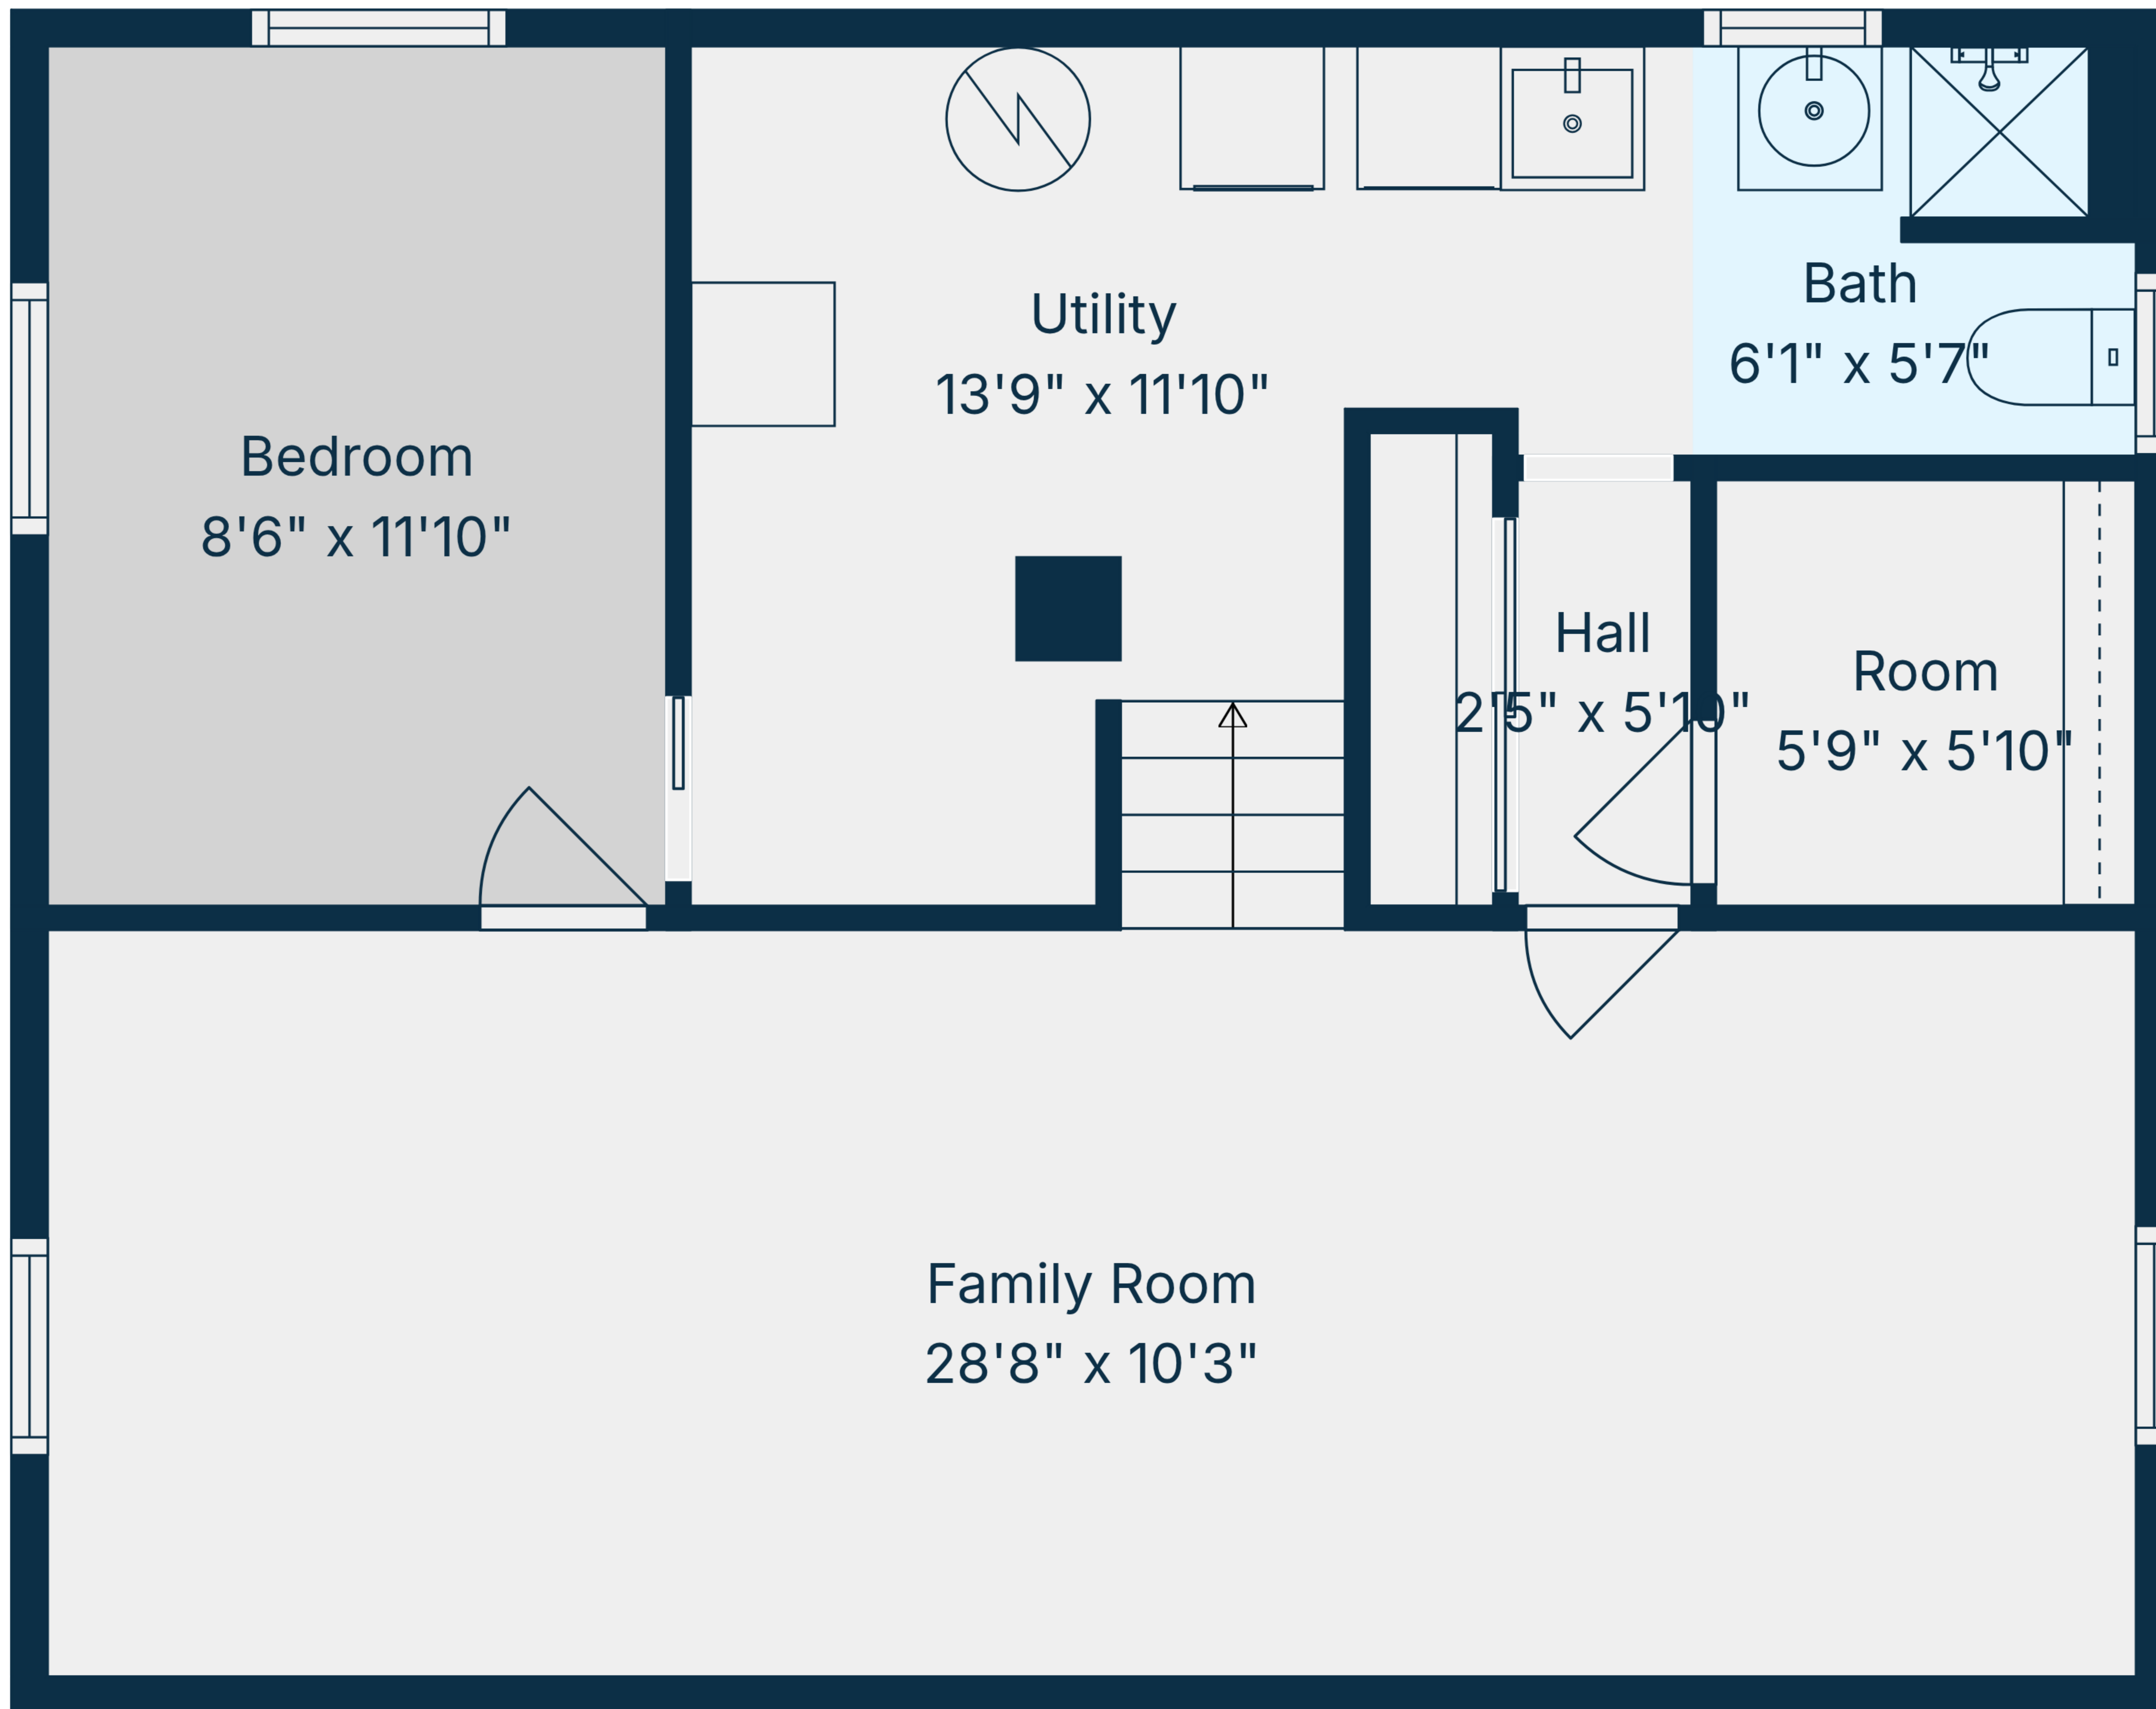 Bath
6'1" x 5'7"
Utility
13'9" x 11'10"
Bedroom
8'6" x 11'10"
Hall
2'5" x 5'10"
Room
5'9" x 5'10"
Family Room
28'8" x 10'3"